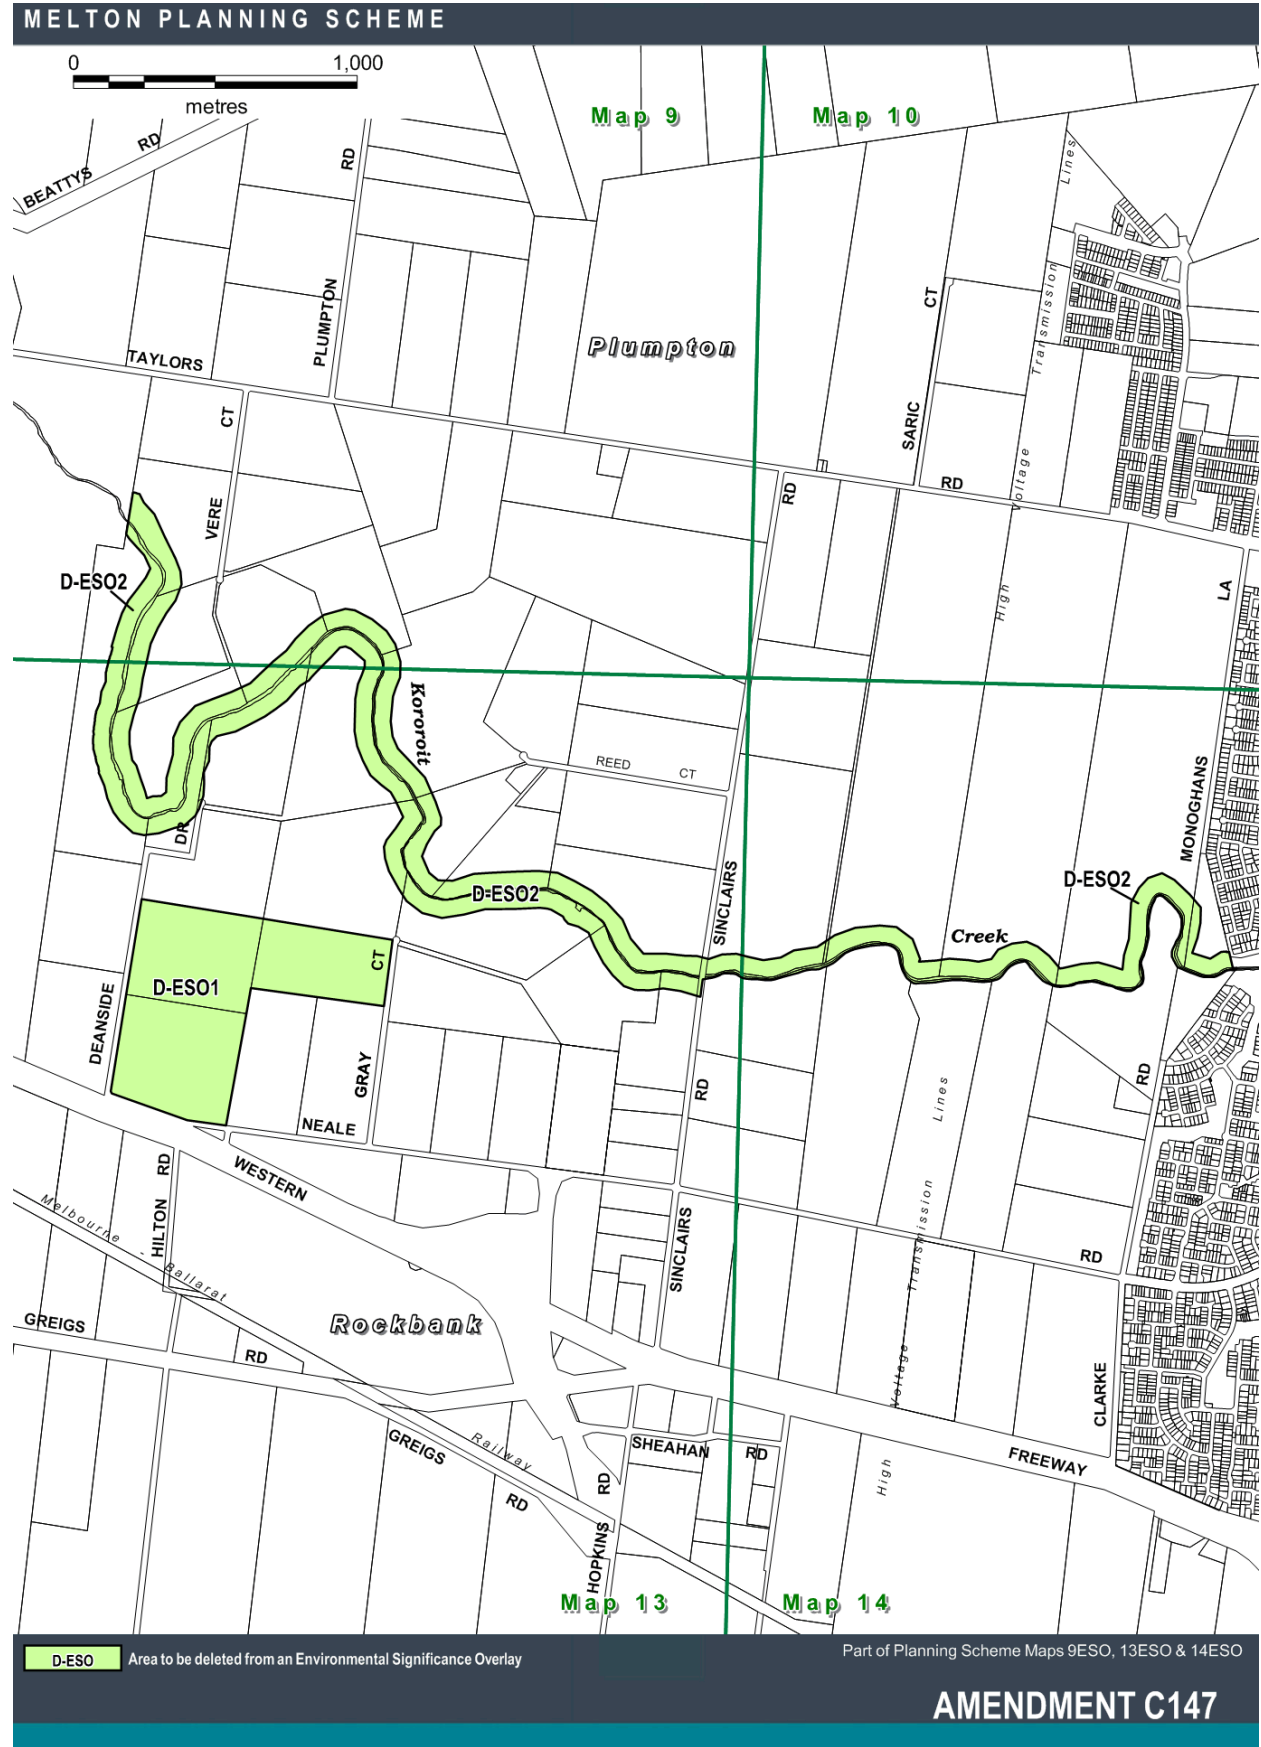 MELTON PLANNING SCHEME
0 1,000
metres
Map 9
Map 10
BEATTYS
RD
RD
Lines
PLUMPTON
CT
Transmission
Plumpton
TAYLORS
CT
SARIC
Voltage
RD
RD
VERE
D-ESO2
High
LA
Kororoit
REED CT
MONOGHANS
DR
D-ESO2
D-ESO2
SINCLAIRS
Creek
CT
D-ESO1
DEANSIDE
GRAY
RD
RD
Lines
NEALE
WESTERN
RD
HILTON
Melbourne - Ballarat
Transmission
SINCLAIRS
RD
GREIGS
Rockbank
RD
Voltage
CLARKE
GREIGS
Railway
SHEAHAN RD
FREEWAY
RD
RD
High
HOPKINS
Map 13
Map 14
D-ESO
Area to be deleted from an Environmental Significance Overlay
Part of Planning Scheme Maps 9ESO, 13ESO & 14ESO
AMENDMENT C147